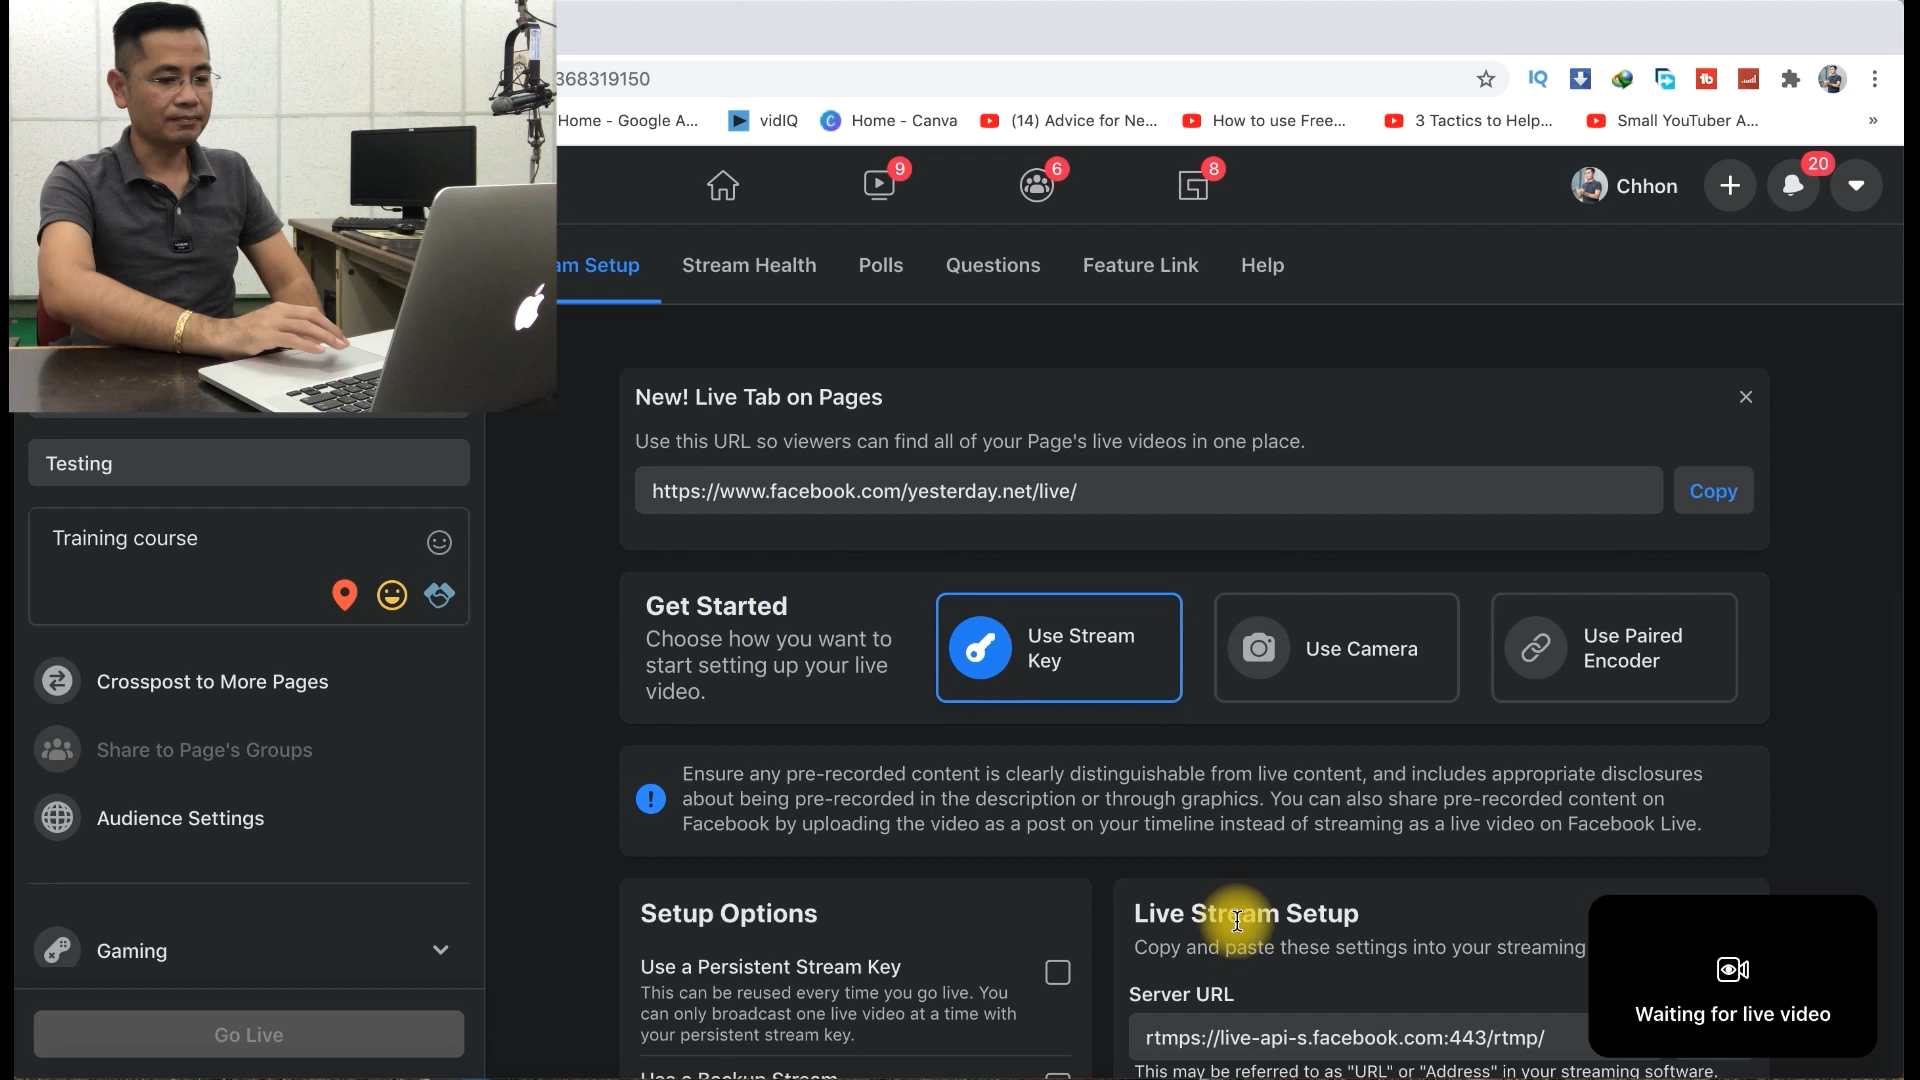 368319150
IQ
Home - Google A...
vidIQ
Home - Canva
(14) Advice for Ne...
How to use Free...
3 Tactics to Help...
Small YouTuber A...
»
9
6
8
Chhon
20
am Setup
Stream Health
Polls
Questions
Feature Link
Help
New! Live Tab on Pages
Use this URL so viewers can find all of your Page's live videos in one place.
https://www.facebook.com/yesterday.net/live/
Copy
Testing
Training course
Crosspost to More Pages
Share to Page's Groups
Audience Settings
Gaming
Go Live
Get Started
Choose how you want to
start setting up your live
video.
Use Stream
Key
Use Camera
Use Paired
Encoder
Ensure any pre-recorded content is clearly distinguishable from live content, and includes appropriate disclosures
about being pre-recorded in the description or through graphics. You can also share pre-recorded content on
Facebook by uploading the video as a post on your timeline instead of streaming as a live video on Facebook Live.
Setup Options
Use a Persistent Stream Key
This can be reused every time you go live. You
can only broadcast one live video at a time with
your persistent stream key.
Use a Backup Stream
Live Stream Setup
Copy and paste these settings into your streaming
Server URL
rtmps://live-api-s.facebook.com:443/rtmp/
This may be referred to as "URL" or "Address" in your streaming software.
Waiting for live video